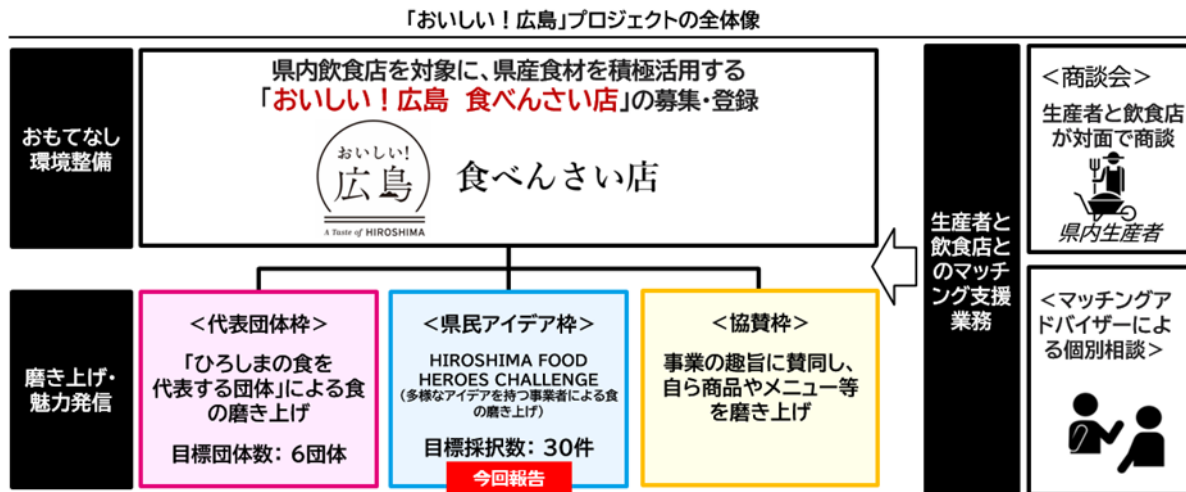 「おいしい！広島」プロジェクトの全体像
おもてなし
環境整備
県内飲食店を対象に、県産食材を積極活用する
「おいしい！広島　食べんさい店」の募集・登録
おいしい！
広島
A Taste of HIROSHIMA
食べんさい店
磨き上げ・
魅力発信
＜代表団体枠＞
「ひろしまの食を
代表する団体」による食
の磨き上げ
目標団体数： 6団体
＜県民アイデア枠＞
HIROSHIMA FOOD
HEROES CHALLENGE
（多様なアイデアを持つ事業者による食
の磨き上げ）
目標採択数： 30件
今回報告
＜協賛枠＞
事業の趣旨に賛同し、
自ら商品やメニュー等
を磨き上げ
生産者と
飲食店と
のマッチ
ング支援
業務
＜商談会＞
生産者と飲食店
が対面で商談
県内生産者
＜マッチングア
ドバイザーによ
る個別相談＞